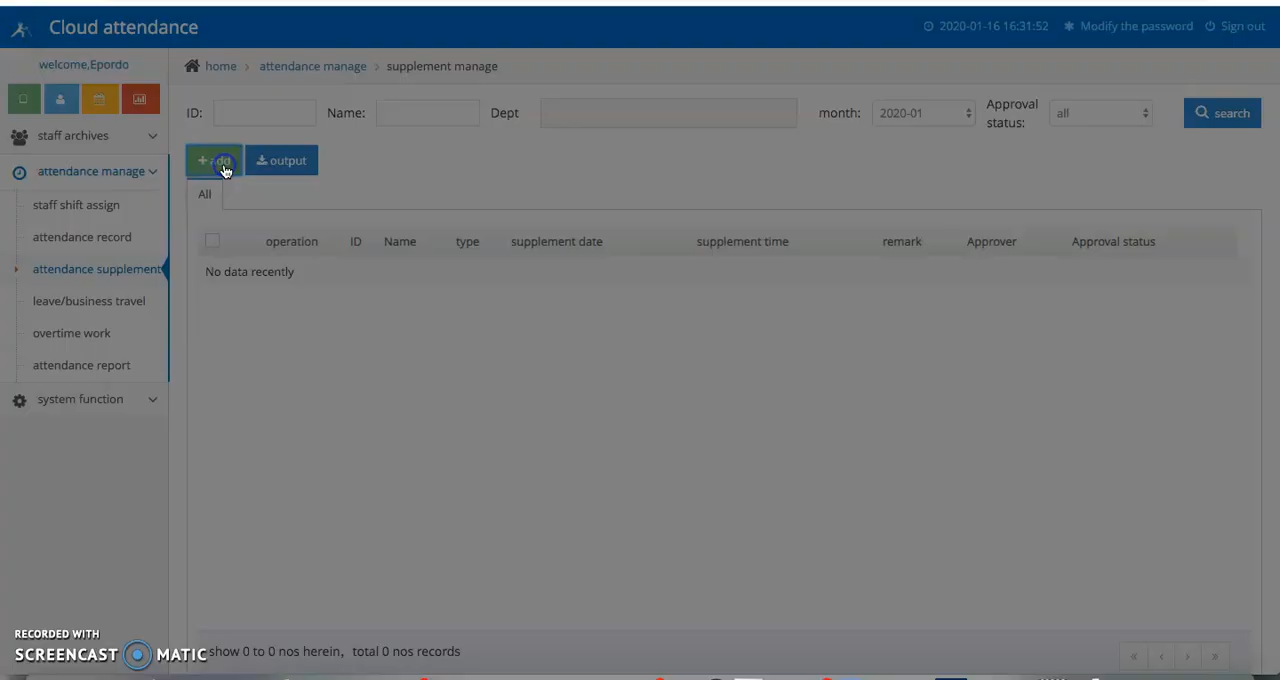 Cloud attendance
2020-01-16 16:31:52 Modify the password Sign out
welcome,Epordo
home > attendance manage > supplement manage
ID: Name: Dept month: 2020-01 Approval status: all search
staff archives
+ add output
attendance manage
All
staff shift assign
attendance record
operation ID Name type supplement date supplement time remark Approver Approval status
attendance supplement
No data recently
leave/business travel
overtime work
attendance report
system function
RECORDED WITH
SCREENCAST MATIC
show 0 to 0 nos herein, total 0 nos records
« ‹ › »